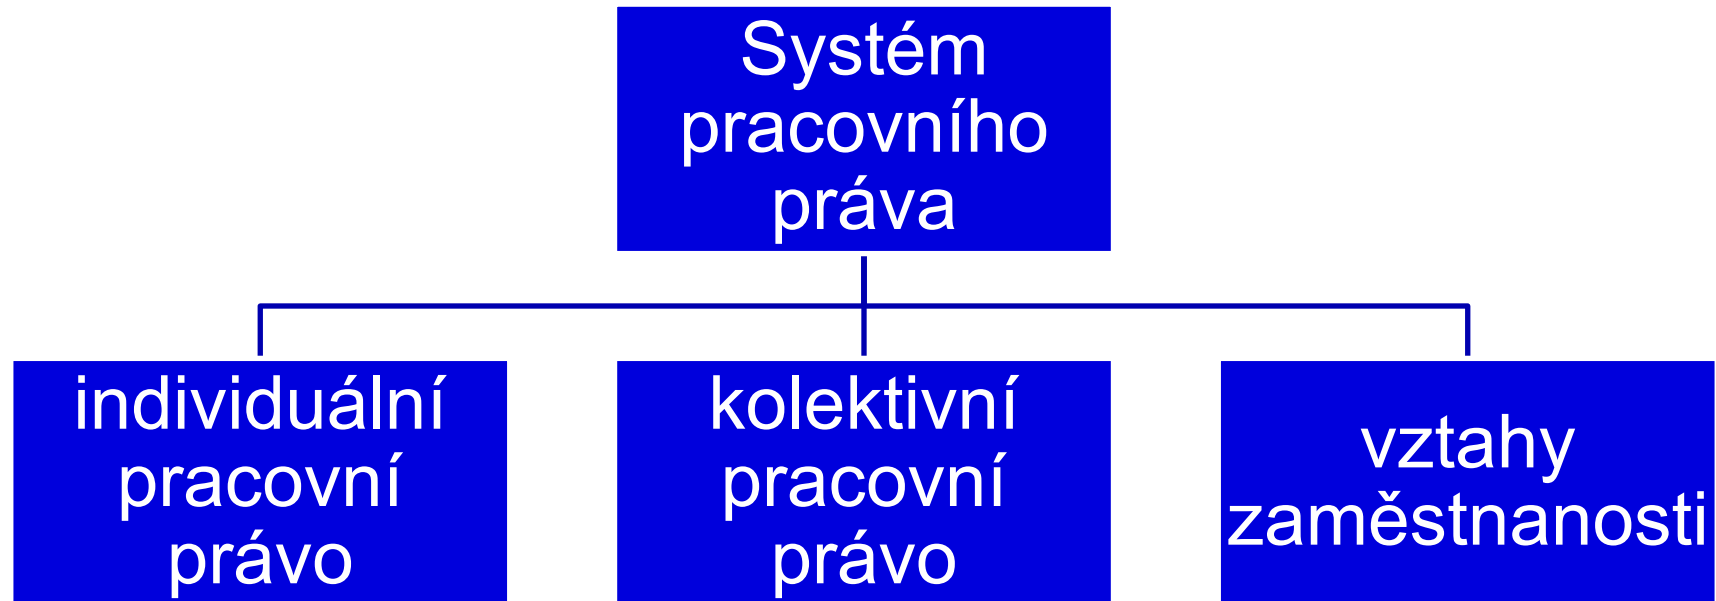 Systém
pracovního
práva
individuální
pracovní
právo
kolektivní
pracovní
právo
vztahy
zaměstnanosti